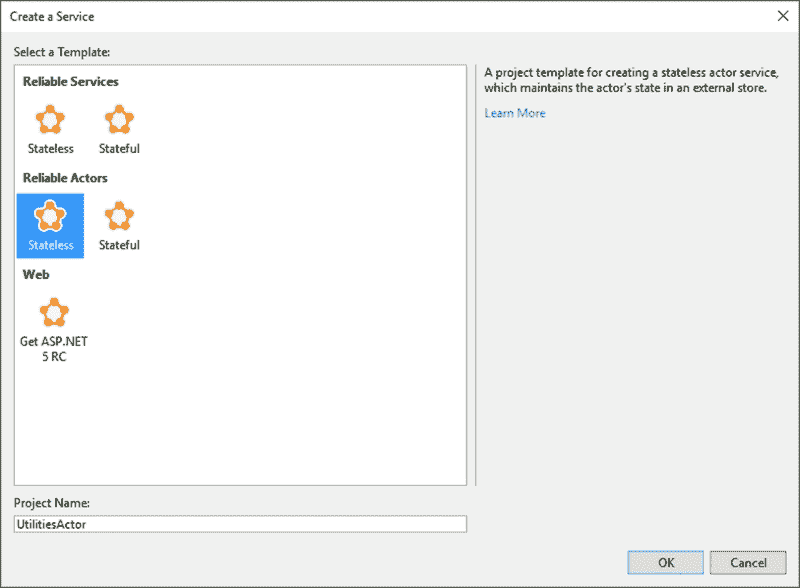 Create a Service
Select a Template:
Reliable Services
Stateless Stateful
Reliable Actors
Stateless Stateful
Web
Get ASP.NET
5 RC
A project template for creating a stateless actor service,
which maintains the actor's state in an external store.
Learn More
Project Name:
UtilitiesActor
OK Cancel